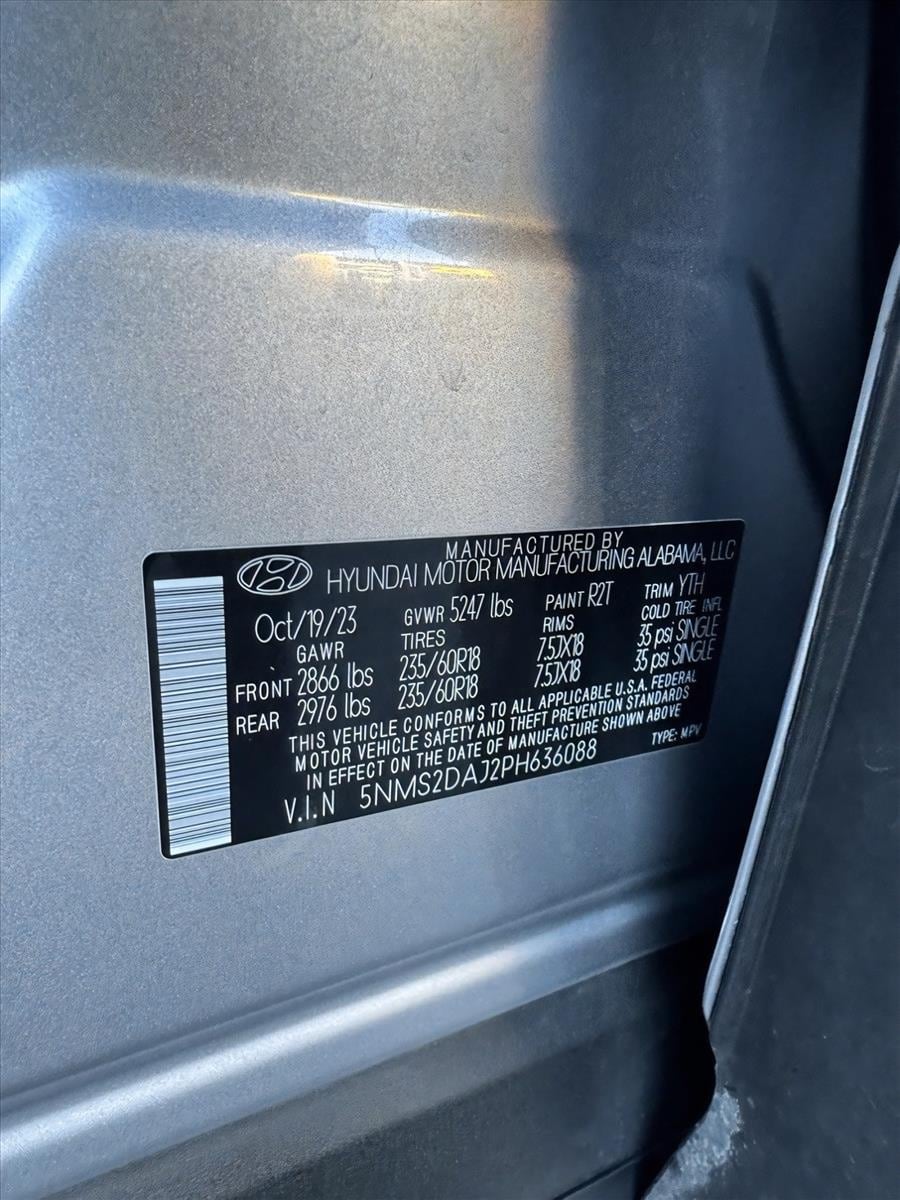 MANUFACTURED BY
HYUNDAI MOTOR MANUFACTURING ALABAMA, LLC
Oct/19/23 GVWR 5247 lbs PAINT R2T TRIM YTH
GAWR TIRES RIMS COLD TIRE INFL
FRONT 2866 lbs 235/60R18 7.5JX18 35 psi SINGLE
REAR 2976 lbs 235/60R18 7.5JX18 35 psi SINGLE
THIS VEHICLE CONFORMS TO ALL APPLICABLE U.S.A. FEDERAL
MOTOR VEHICLE SAFETY AND THEFT PREVENTION STANDARDS
IN EFFECT ON THE DATE OF MANUFACTURE SHOWN ABOVE
V.I.N 5NMS2DAJ2PH636088 TYPE: MPV